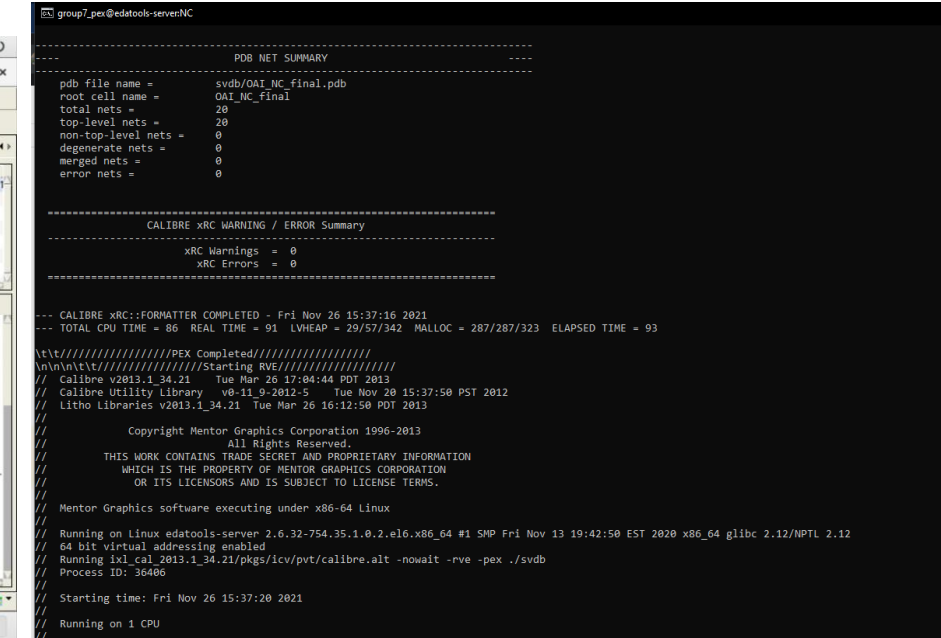 group7_pex@edatools-server:NC
--------------------------------------------------------------------------------
----                            PDB NET SUMMARY                             ----
--------------------------------------------------------------------------------
pdb file name =          svdb/OAI_NC_final.pdb
root cell name =         OAI_NC_final
total nets =             20
top-level nets =         20
non-top-level nets =     0
degenerate nets =        0
merged nets =            0
error nets =             0
========================================================================
CALIBRE xRC WARNING / ERROR Summary
------------------------------------------------------------------------
xRC Warnings  =  0
xRC Errors  =  0
========================================================================
--- CALIBRE xRC::FORMATTER COMPLETED - Fri Nov 26 15:37:16 2021
--- TOTAL CPU TIME = 86  REAL TIME = 91  LVHEAP = 29/57/342  MALLOC = 287/287/323  ELAPSED TIME = 93
\t\t//////////////////PEX Completed///////////////////
\n\n\n\t\t/////////////////Starting RVE///////////////////
//  Calibre v2013.1_34.21    Tue Mar 26 17:04:44 PDT 2013
//  Calibre Utility Library   v0-11_9-2012-5    Tue Nov 20 15:37:50 PST 2012
//  Litho Libraries v2013.1_34.21  Tue Mar 26 16:12:50 PDT 2013
//
//             Copyright Mentor Graphics Corporation 1996-2013
//                             All Rights Reserved.
//         THIS WORK CONTAINS TRADE SECRET AND PROPRIETARY INFORMATION
//            WHICH IS THE PROPERTY OF MENTOR GRAPHICS CORPORATION
//              OR ITS LICENSORS AND IS SUBJECT TO LICENSE TERMS.
//
//  Mentor Graphics software executing under x86-64 Linux
//
//  Running on Linux edatools-server 2.6.32-754.35.1.0.2.el6.x86_64 #1 SMP Fri Nov 13 19:42:50 EST 2020 x86_64 glibc 2.12/NPTL 2.12
//  64 bit virtual addressing enabled
//  Running ixl_cal_2013.1_34.21/pkgs/icv/pvt/calibre.alt -nowait -rve -pex ./svdb
//  Process ID: 36406
//
//  Starting time: Fri Nov 26 15:37:20 2021
//
//  Running on 1 CPU
//